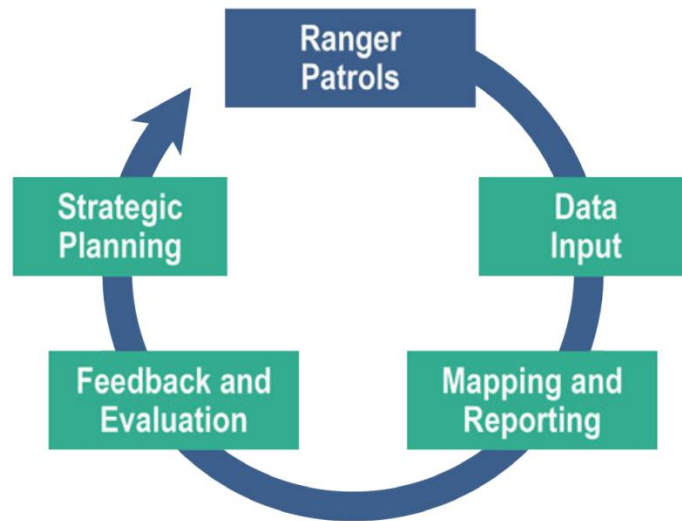 Ranger
Patrols
Data
Input
Mapping and
Reporting
Feedback and
Evaluation
Strategic
Planning